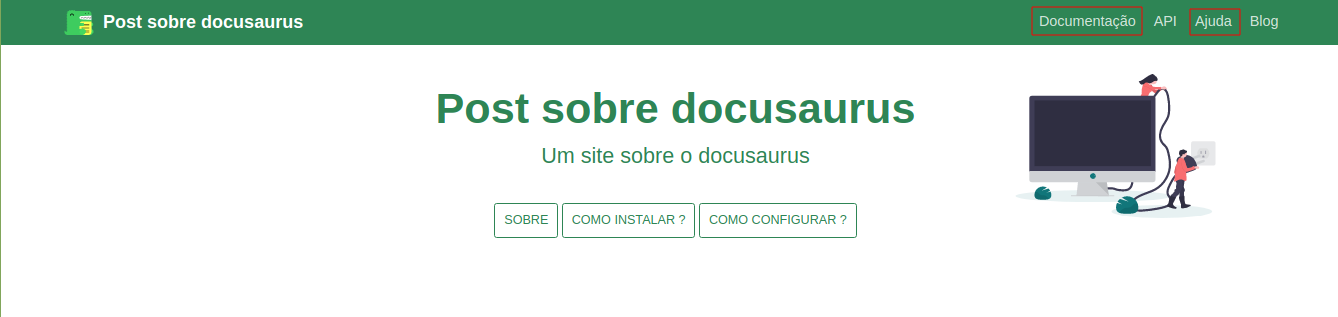 Post sobre docusaurus Documentação API Ajuda Blog
Post sobre docusaurus
Um site sobre o docusaurus
SOBRE COMO INSTALAR ? COMO CONFIGURAR ?